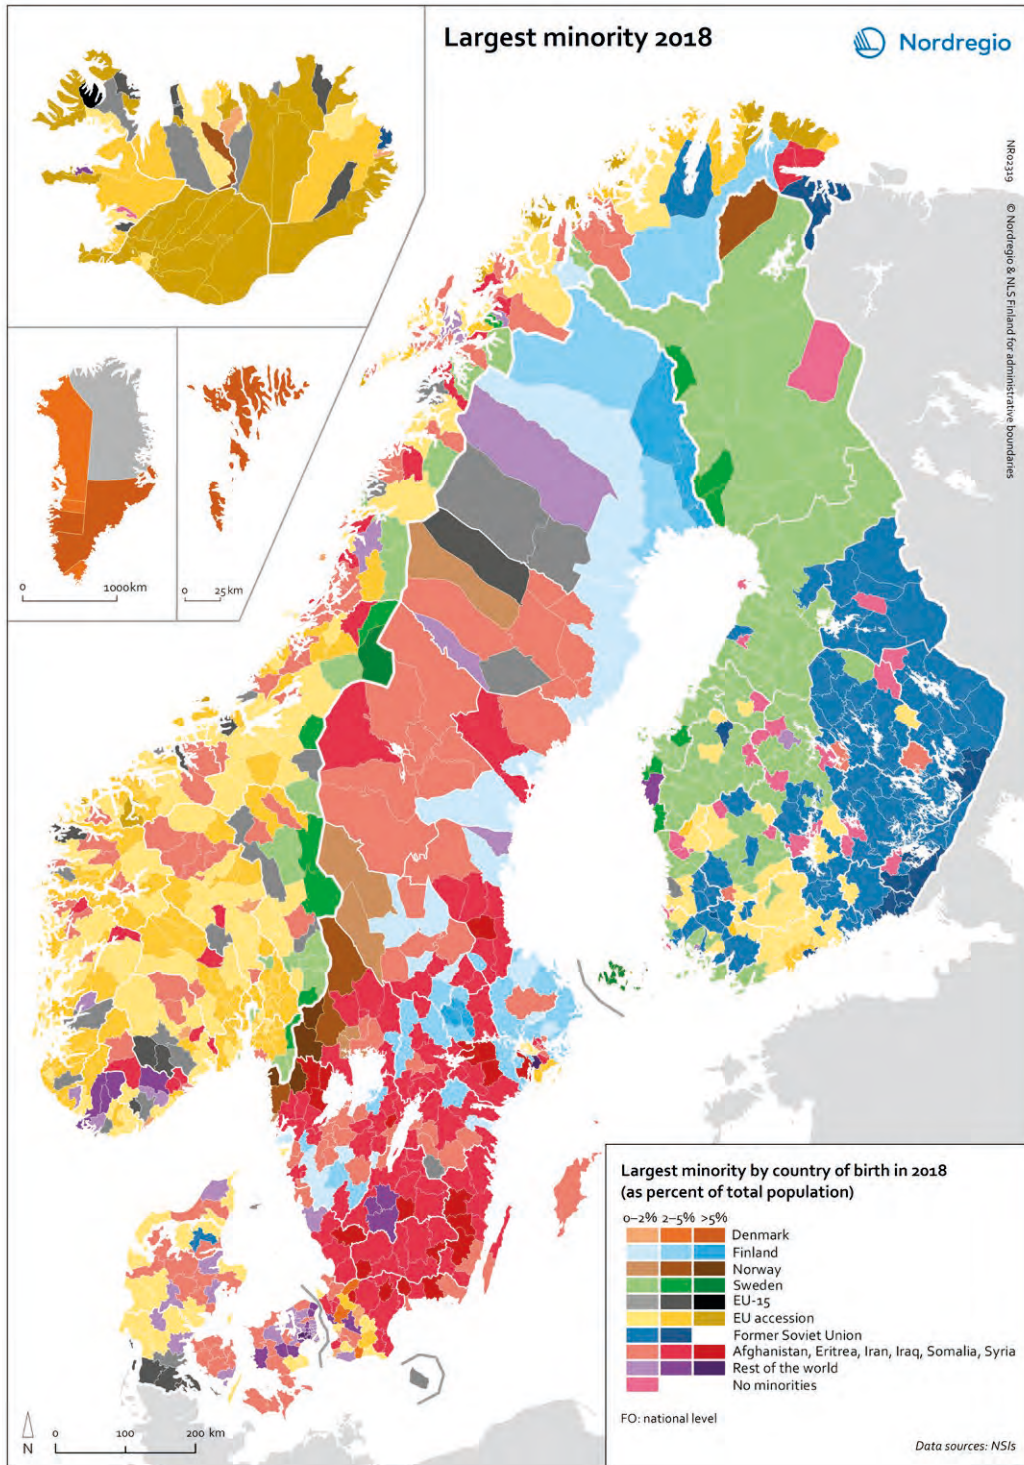 Largest minority 2018
Nordregio
NR02319 © Nordregio & NLS Finland for administrative boundaries
0 1000km
0 25 km
Largest minority by country of birth in 2018
(as percent of total population)
0–2% 2–5% >5%
Denmark
Finland
Norway
Sweden
EU-15
EU accession
Former Soviet Union
Afghanistan, Eritrea, Iran, Iraq, Somalia, Syria
Rest of the world
No minorities
FO: national level
Data sources: NSIs
N
0 100 200 km